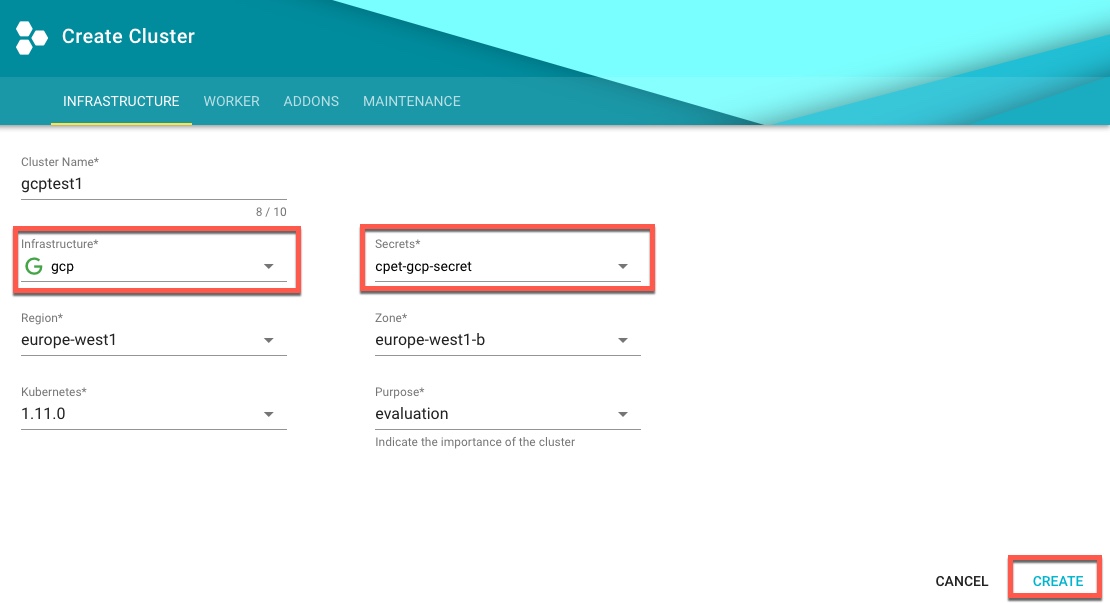 Create Cluster
INFRASTRUCTURE WORKER ADDONS MAINTENANCE
Cluster Name*
gcptest1
8 / 10
Infrastructure* Secrets*
gcp cpet-gcp-secret
Region* Zone*
europe-west1 europe-west1-b
Kubernetes* Purpose*
1.11.0 evaluation
Indicate the importance of the cluster
CANCEL CREATE